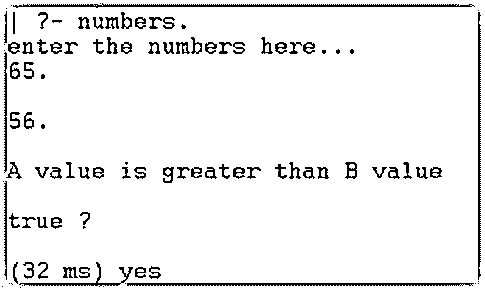 | ?- numbers.
enter the numbers here...
65.
56.
A value is greater than B value
true ?
(32 ms) yes